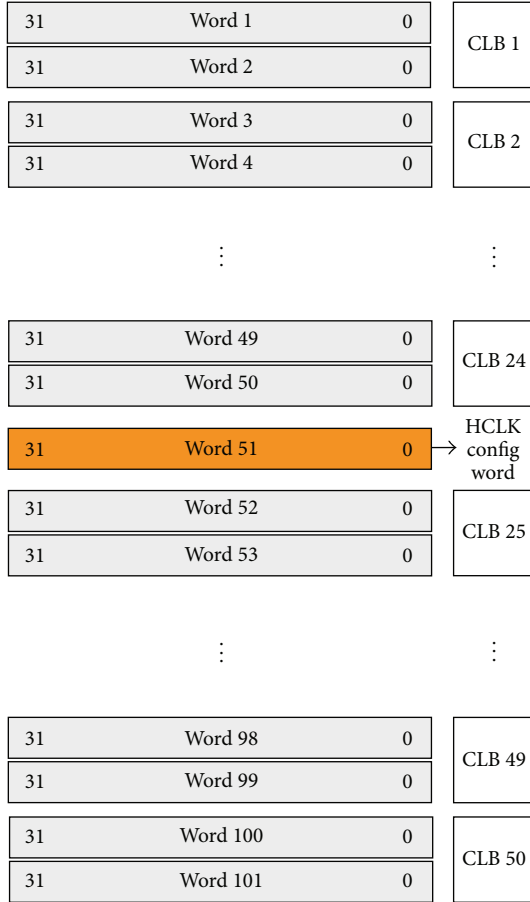 31 Word 1 0
CLB 1
31 Word 2 0
31 Word 3 0
CLB 2
31 Word 4 0
⋮ ⋮
31 Word 49 0
CLB 24
31 Word 50 0
31 Word 51 0
HCLK
config
word
31 Word 52 0
CLB 25
31 Word 53 0
⋮ ⋮
31 Word 98 0
CLB 49
31 Word 99 0
31 Word 100 0
CLB 50
31 Word 101 0